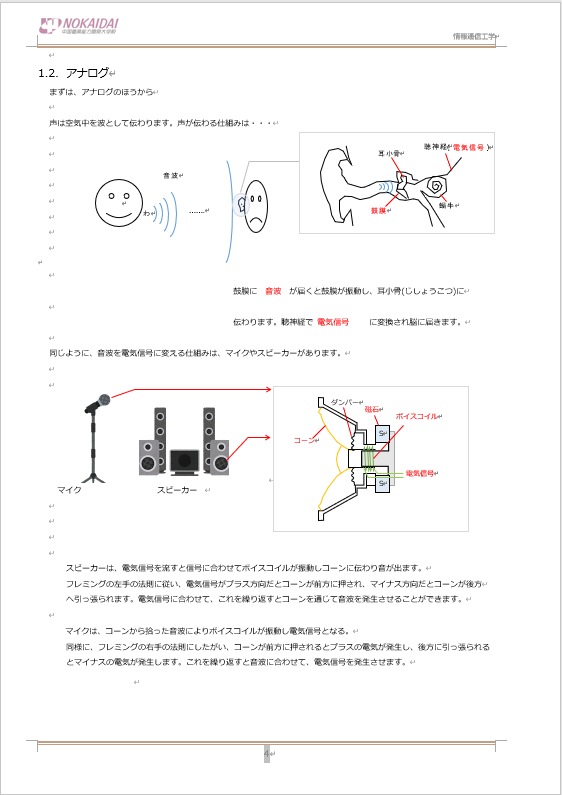 NOKAIDAI
中国職業能力開発大学校
情報通信工学
1.2. アナログ
まずは、アナログのほうから
声は空気中を波として伝わります。声が伝わる仕組みは・・・
音波
わ
.......
耳小骨
聴神経(電気信号)
鼓膜
蝸牛
鼓膜に 音波 が届くと鼓膜が振動し、耳小骨(じしょうこつ)に
伝わります。聴神経で 電気信号 に変換され脳に届きます。
同じように、音波を電気信号に変える仕組みは、マイクやスピーカーがあります。
ダンパー
磁石
ボイスコイル
コーン
S
電気信号
S
マイク
スピーカー
スピーカーは、電気信号を流すと信号に合わせてボイスコイルが振動しコーンに伝わり音が出ます。
フレミングの左手の法則に従い、電気信号がプラス方向だとコーンが前方に押され、マイナス方向だとコーンが後方
へ引っ張られます。電気信号に合わせて、これを繰り返すとコーンを通じて音波を発生させることができます。
マイクは、コーンから拾った音波によりボイスコイルが振動し電気信号となる。
同様に、フレミングの右手の法則にしたがい、コーンが前方に押されるとプラスの電気が発生し、後方に引っ張られる
とマイナスの電気が発生します。これを繰り返すと音波に合わせて、電気信号を発生させます。
4